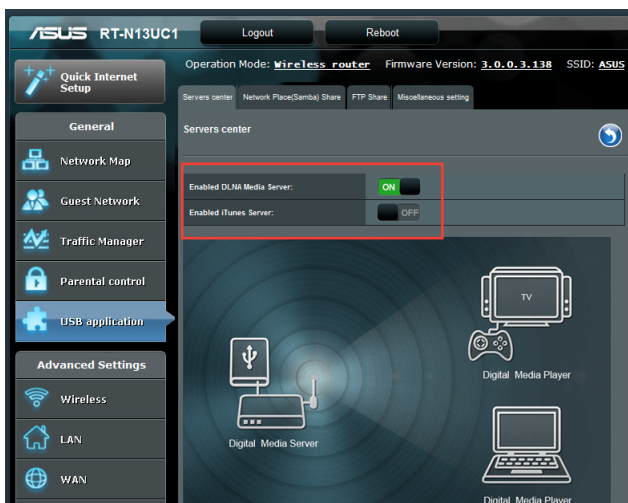 ASUS RT-N13UC1 Logout Reboot
Quick Internet
Setup
Operation Mode: Wireless router Firmware Version: 3.0.0.3.138 SSID: ASUS
Servers center Network Place(Samba) Share FTP Share Miscellaneous setting
General
Network Map
Guest Network
Traffic Manager
Parental control
USB application
Advanced Settings
Wireless
LAN
WAN
Servers center
Enabled DLNA Media Server: ON
Enabled iTunes Server: OFF
TV
Digital Media Player
Digital Media Server
Digital Media Player